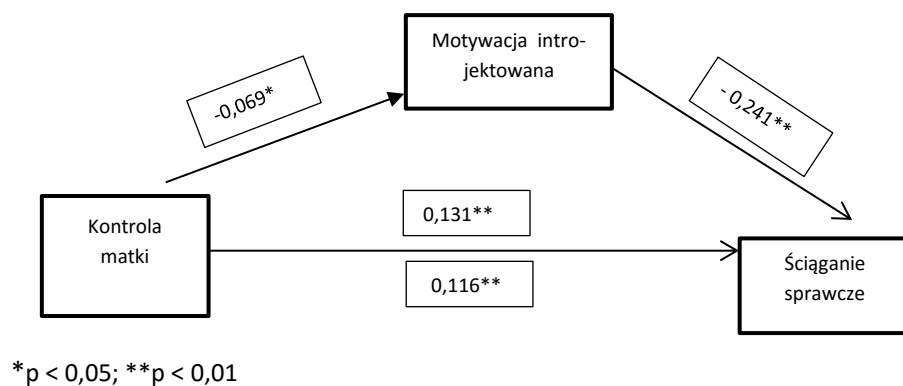 Motywacja intro-
jektowana
-0,069*
- 0,241**
Kontrola
matki
0,131**
0,116**
Ściąganie
sprawcze
*p < 0,05; **p < 0,01